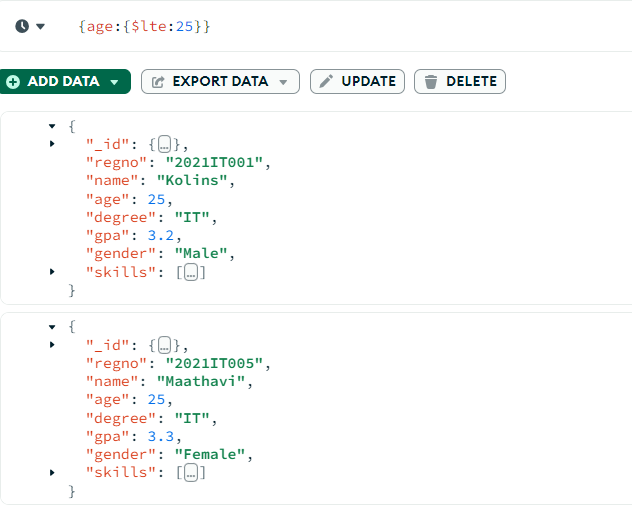 {age:{$lte:25}}
ADD DATA EXPORT DATA UPDATE DELETE
{
"_id": {…},
"regno": "2021IT001",
"name": "Kolins",
"age": 25,
"degree": "IT",
"gpa": 3.2,
"gender": "Male",
"skills": […]
}
{
"_id": {…},
"regno": "2021IT005",
"name": "Maathavi",
"age": 25,
"degree": "IT",
"gpa": 3.3,
"gender": "Female",
"skills": […]
}